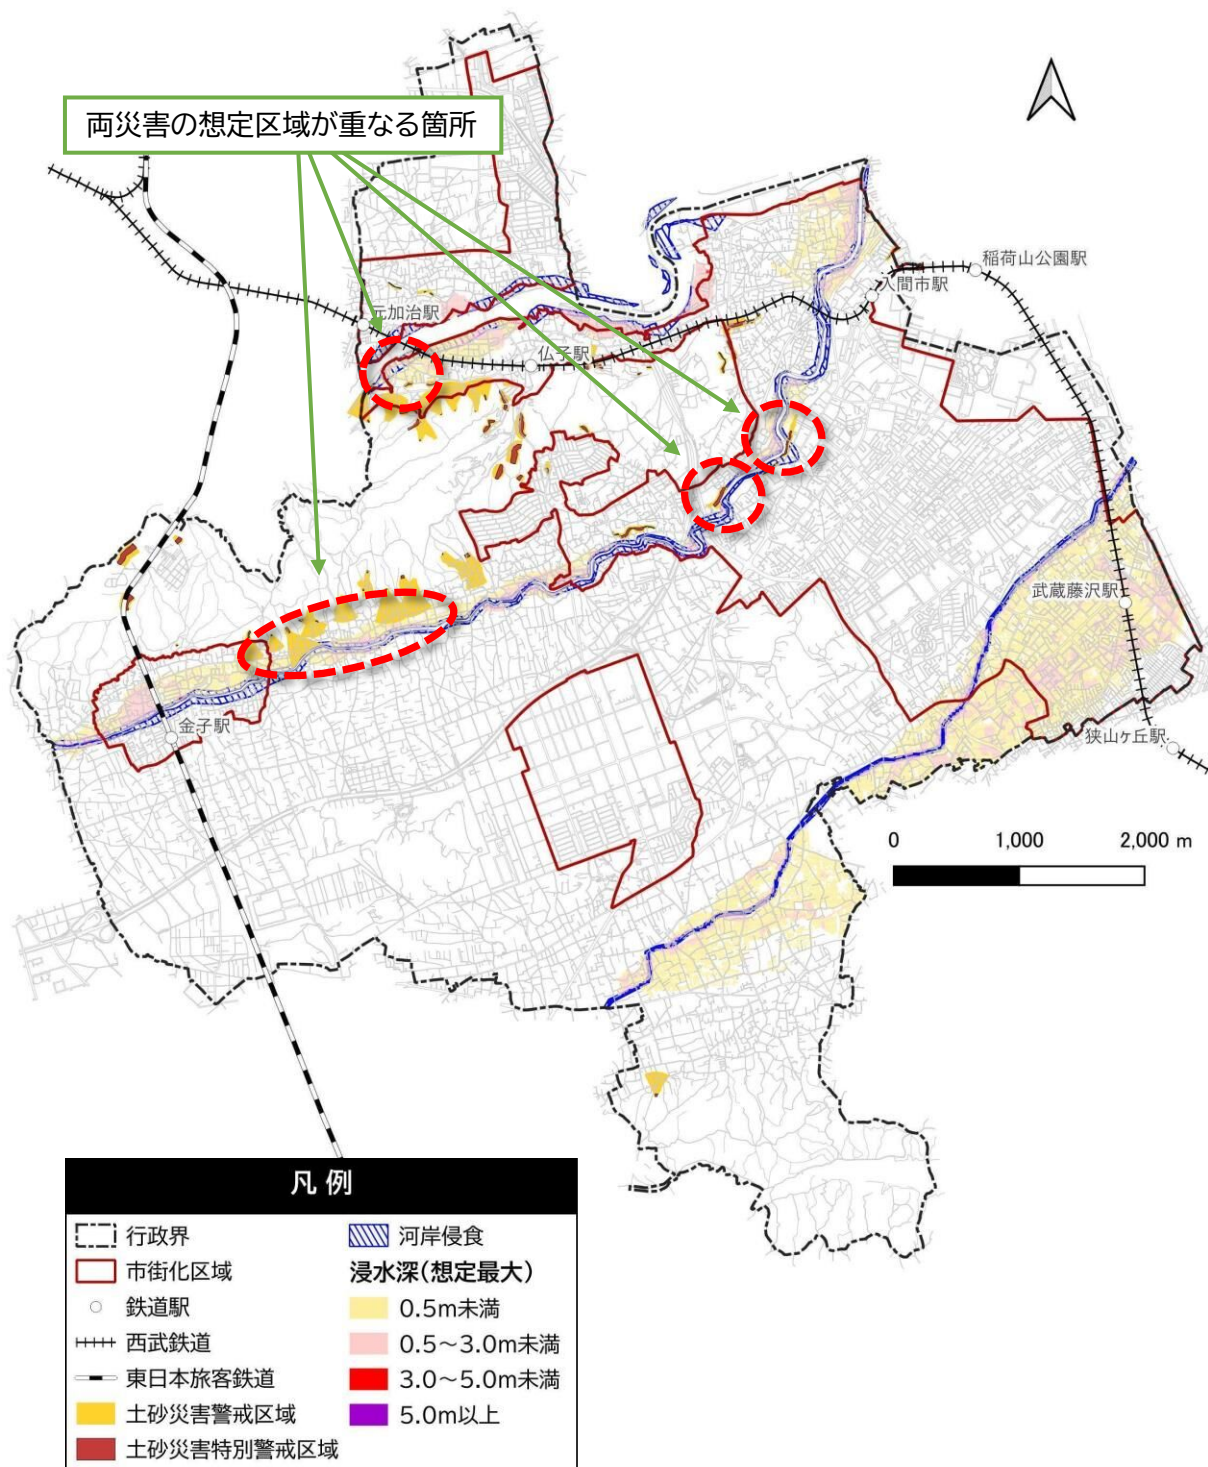 両災害の想定区域が重なる箇所
稲荷山公園駅
入間市駅
元加治駅
仏子駅
武蔵藤沢駅
金子駅
狭山ヶ丘駅
0 1,000 2,000 m
凡例
行政界
市街化区域
鉄道駅
西武鉄道
東日本旅客鉄道
土砂災害警戒区域
土砂災害特別警戒区域
河岸侵食
浸水深(想定最大)
0.5m未満
0.5～3.0m未満
3.0～5.0m未満
5.0m以上